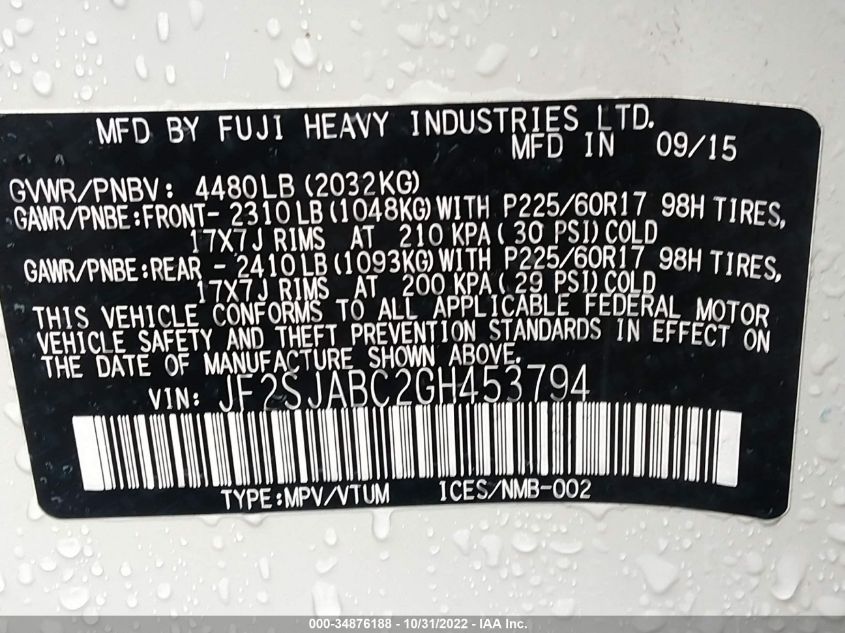 MFD BY FUJI HEAVY INDUSTRIES LTD.
MFD IN 09/15
GVWR/PNBV: 4480LB (2032KG)
GAWR/PNBE:FRONT- 2310LB (1048KG) WITH P225/60R17 98H TIRES,
17X7J RIMS AT 210 KPA (30 PSI) COLD
GAWR/PNBE:REAR - 2410LB (1093KG) WITH P225/60R17 98H TIRES,
17X7J RIMS AT 200 KPA (29 PSI) COLD
THIS VEHICLE CONFORMS TO ALL APPLICABLE FEDERAL MOTOR
VEHICLE SAFETY AND THEFT PREVENTION STANDARDS IN EFFECT ON
THE DATE OF MANUFACTURE SHOWN ABOVE.
VIN: JF2SJABC2GH453794
TYPE:MPV/VTUM ICES/NMB-002
000-34876188 - 10/31/2022 - IAA Inc.